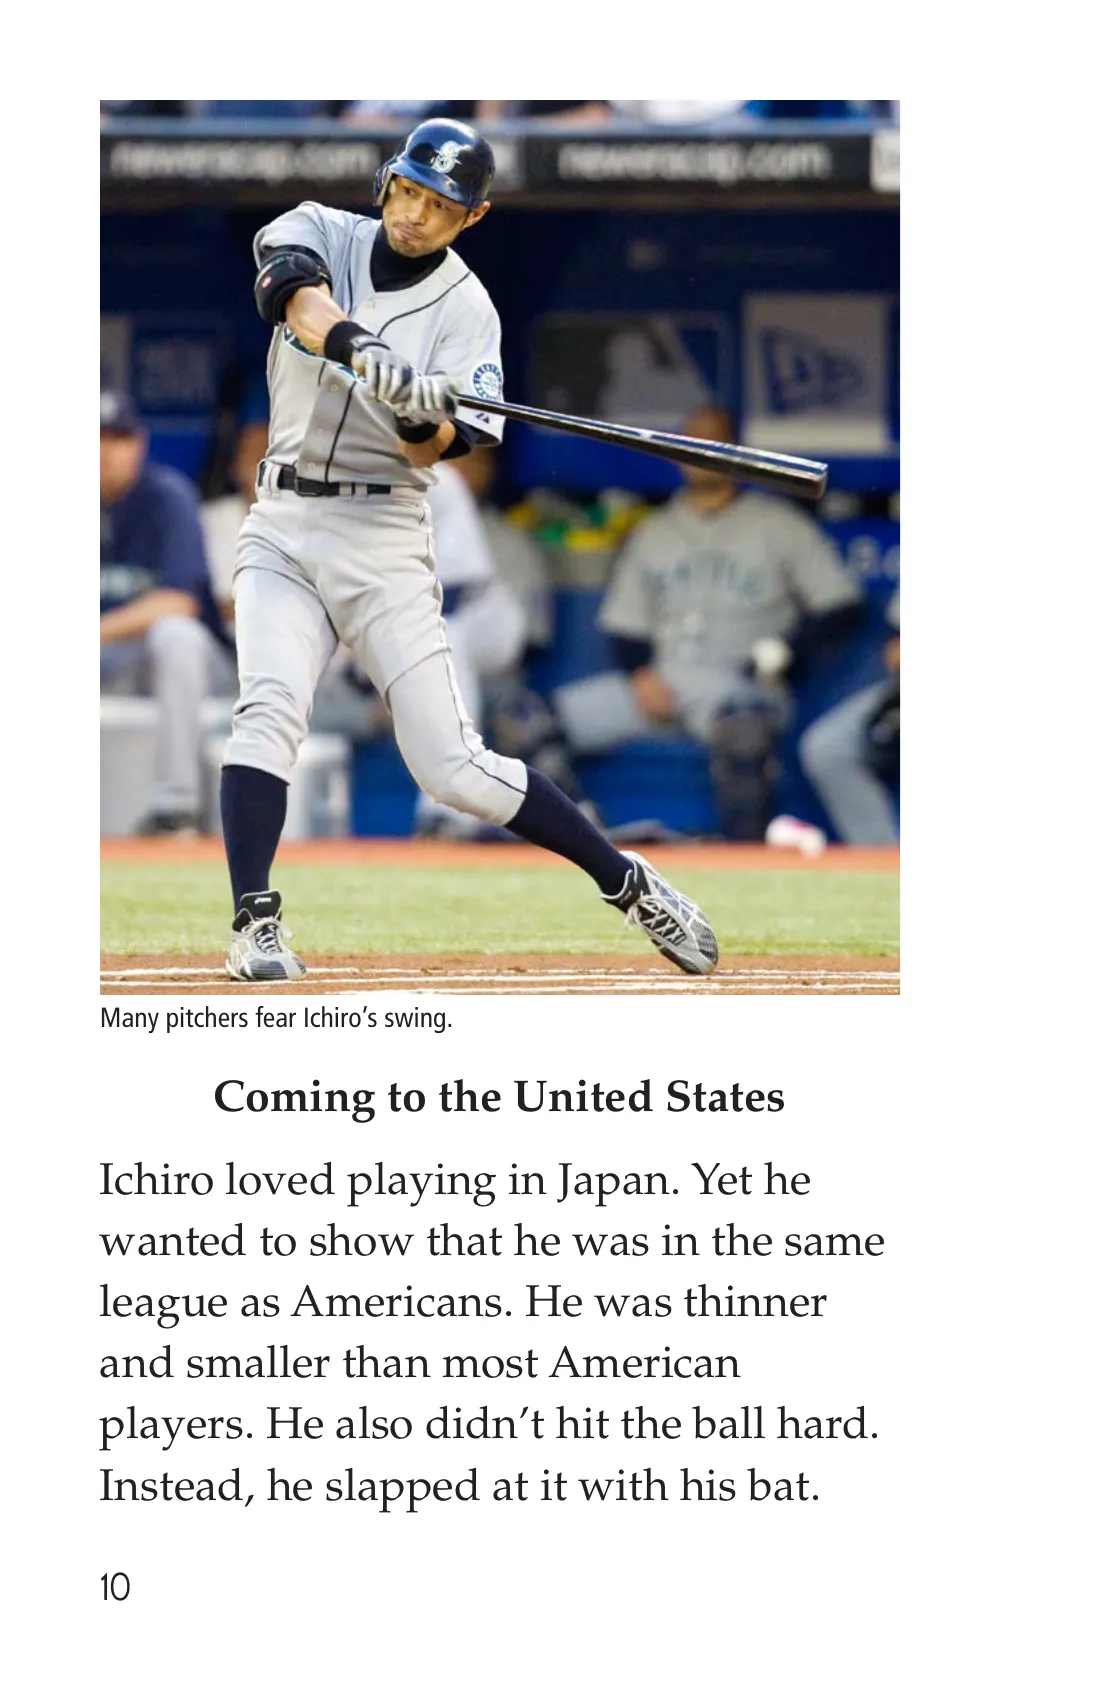 neweracap.com neweracap.com
S
Many pitchers fear Ichiro’s swing.
Coming to the United States
Ichiro loved playing in Japan. Yet he
wanted to show that he was in the same
league as Americans. He was thinner
and smaller than most American
players. He also didn’t hit the ball hard.
Instead, he slapped at it with his bat.
10